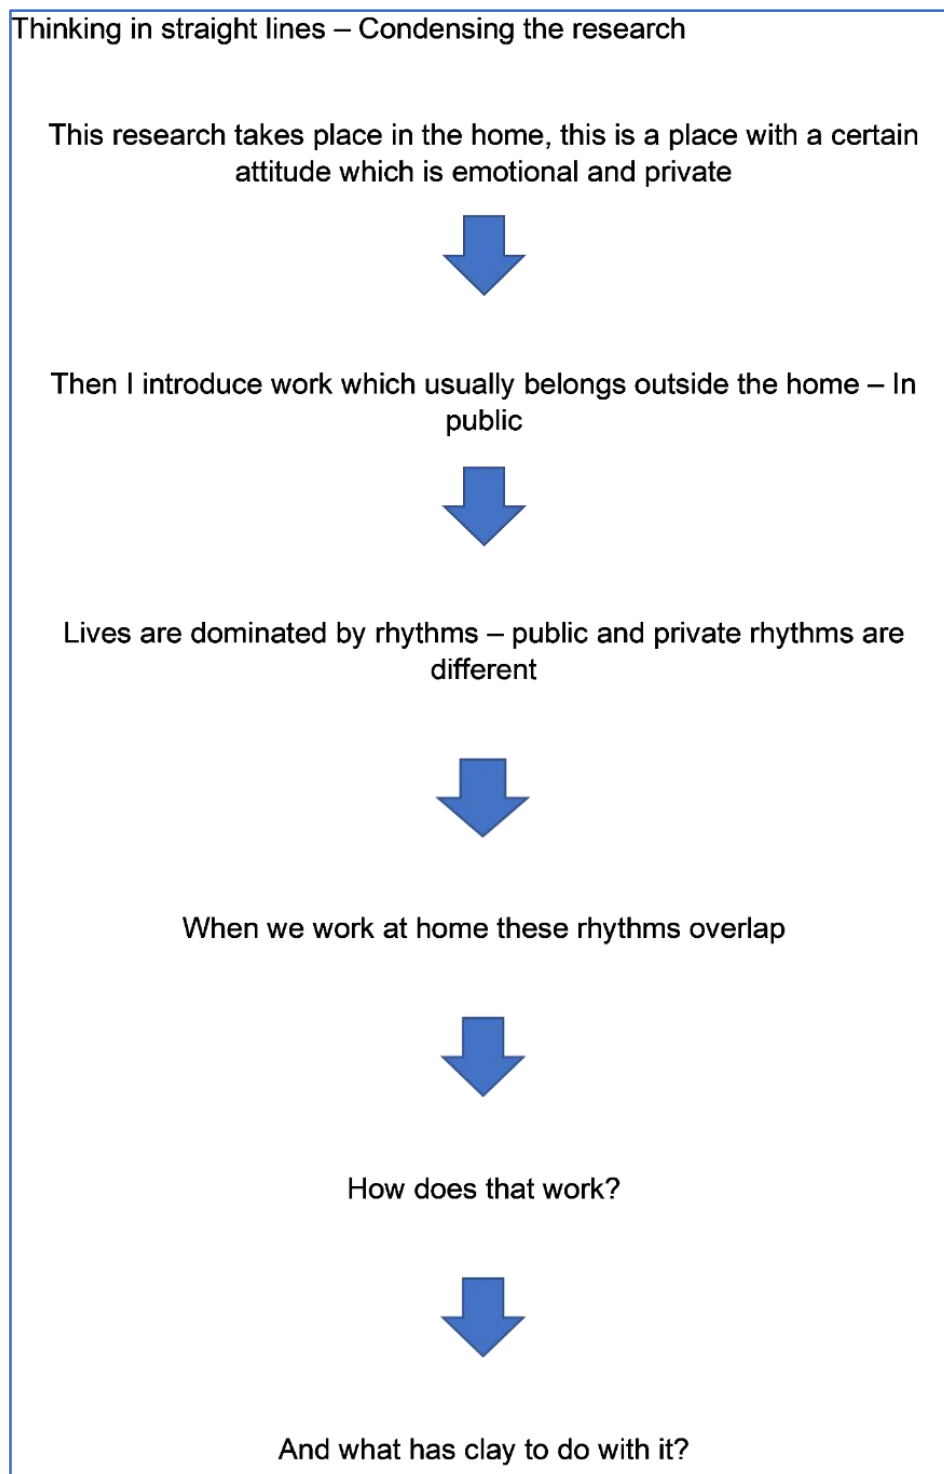 Thinking in straight lines – Condensing the research
This research takes place in the home, this is a place with a certain
attitude which is emotional and private
Then I introduce work which usually belongs outside the home – In
public
Lives are dominated by rhythms – public and private rhythms are
different
When we work at home these rhythms overlap
How does that work?
And what has clay to do with it?